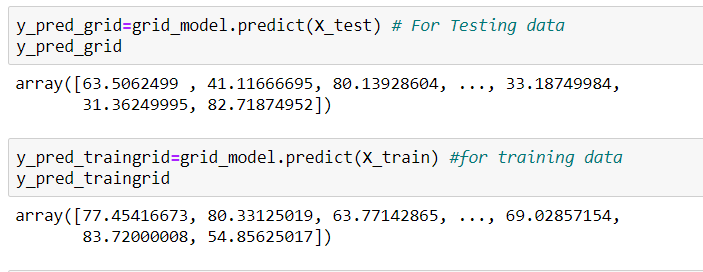 y_pred_grid=grid_model.predict(X_test) # For Testing data
y_pred_grid
array([63.5062499 , 41.11666695, 80.13928604, ..., 33.18749984,
31.36249995, 82.71874952])
y_pred_traingrid=grid_model.predict(X_train) #for training data
y_pred_traingrid
array([77.45416673, 80.33125019, 63.77142865, ..., 69.02857154,
83.72000008, 54.85625017])